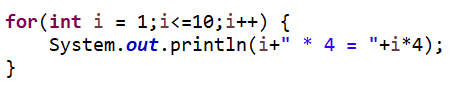 for(int i = 1;i<=10;i++) {
    System.out.println(i+" * 4 = "+i*4);
}